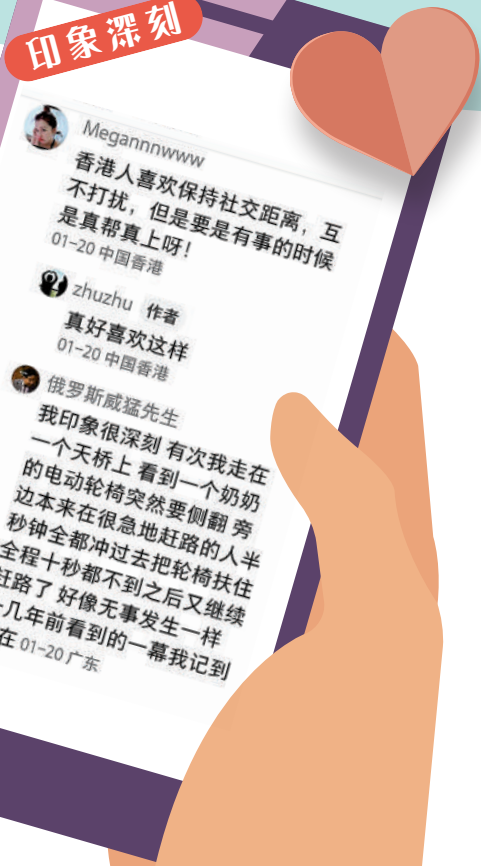 印象深刻
Megannnwww
香港人喜欢保持社交距离，互
不打扰，但是要是有事的时候
是真帮真上呀！
01-20 中国香港
zhuzhu 作者
真好喜欢这样
01-20 中国香港
俄罗斯威猛先生
我印象很深刻 有次我走在
一个天桥上 看到一个奶奶
的电动轮椅突然要侧翻 旁
边本来在很急地赶路的人半
秒钟全都冲过去把轮椅扶住
全程十秒都不到之后又继续
赶路了 好像无事发生一样
几年前看到的一幕我记到
在 01-20 广东